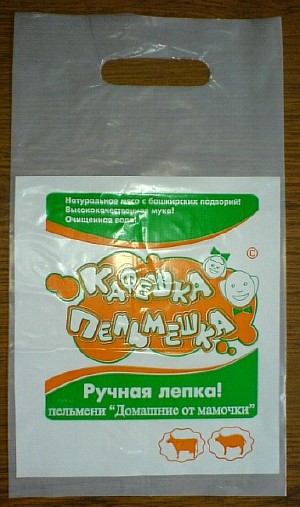 Натуральное мясо с башкирских подворий!
Высококачественная мука!
Очищенная вода!
©
КАФЕШКА
ПЕЛЬМЕШКА
Ручная лепка!
пельмени "Домашние от мамочки"